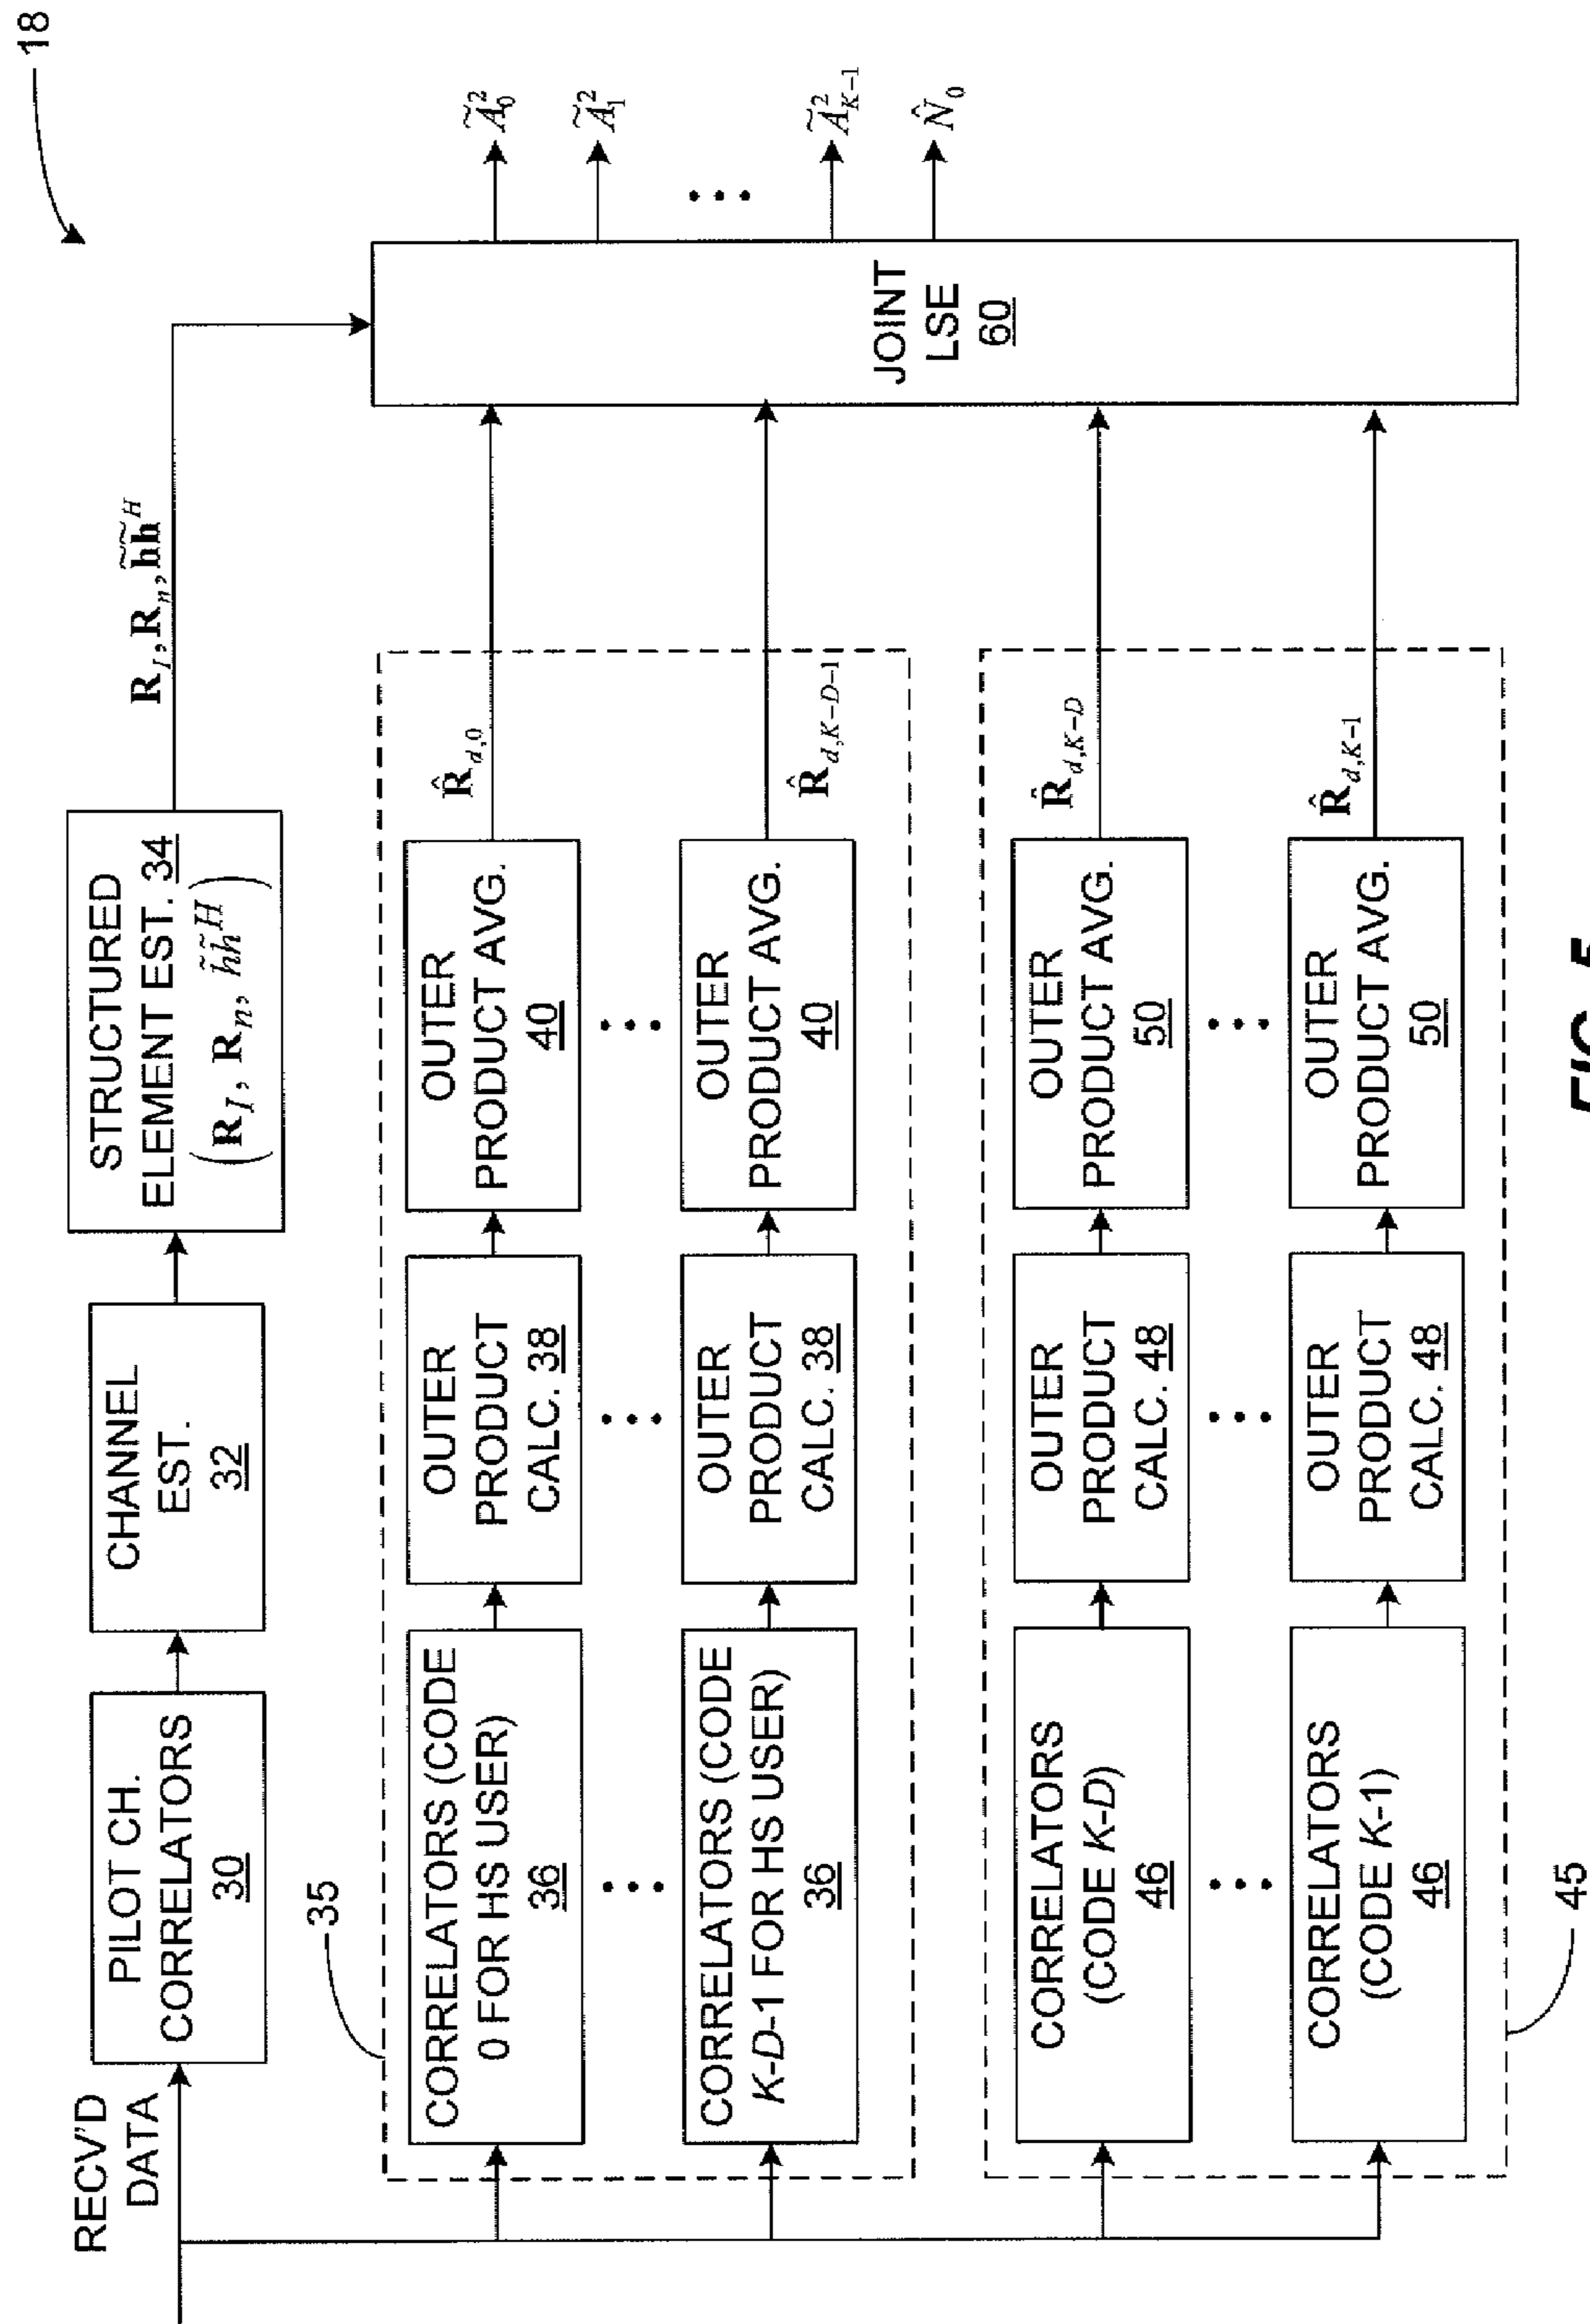 18
RECV'D
DATA
PILOT CH.
CORRELATORS
30
CHANNEL
EST.
32
STRUCTURED
ELEMENT EST. 34
(R_I, R_n, h̃h̃^H)
R_I, R_n, h̃h̃^H
35
CORRELATORS (CODE
0 FOR HS USER)
36
OUTER
PRODUCT
CALC. 38
OUTER
PRODUCT AVG.
40
R̂_{d,0}
CORRELATORS (CODE
K-D-1 FOR HS USER)
36
OUTER
PRODUCT
CALC. 38
OUTER
PRODUCT AVG.
40
R̂_{d,K-D-1}
CORRELATORS
(CODE K-D)
46
OUTER
PRODUCT
CALC. 48
OUTER
PRODUCT AVG.
50
R̂_{d,K-D}
CORRELATORS
(CODE K-1)
46
OUTER
PRODUCT
CALC. 48
OUTER
PRODUCT AVG.
50
R̂_{d,K-1}
45
JOINT
LSE
60
Ã_0^2
Ã_1^2
Ã_{K-1}^2
N̂_0
FIG. 5